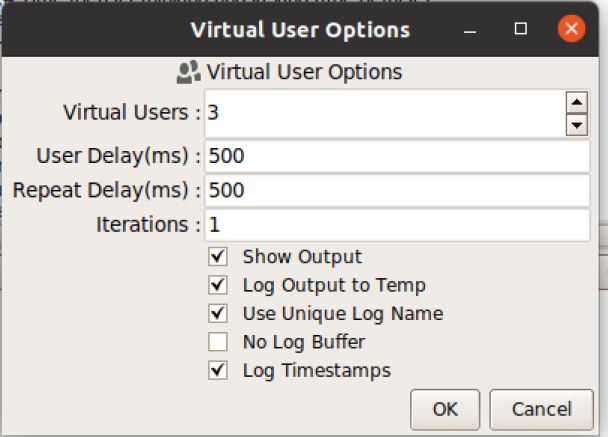 Virtual User Options
Virtual User Options
Virtual Users : 3
User Delay(ms) : 500
Repeat Delay(ms) : 500
Iterations : 1
Show Output
Log Output to Temp
Use Unique Log Name
No Log Buffer
Log Timestamps
OK Cancel